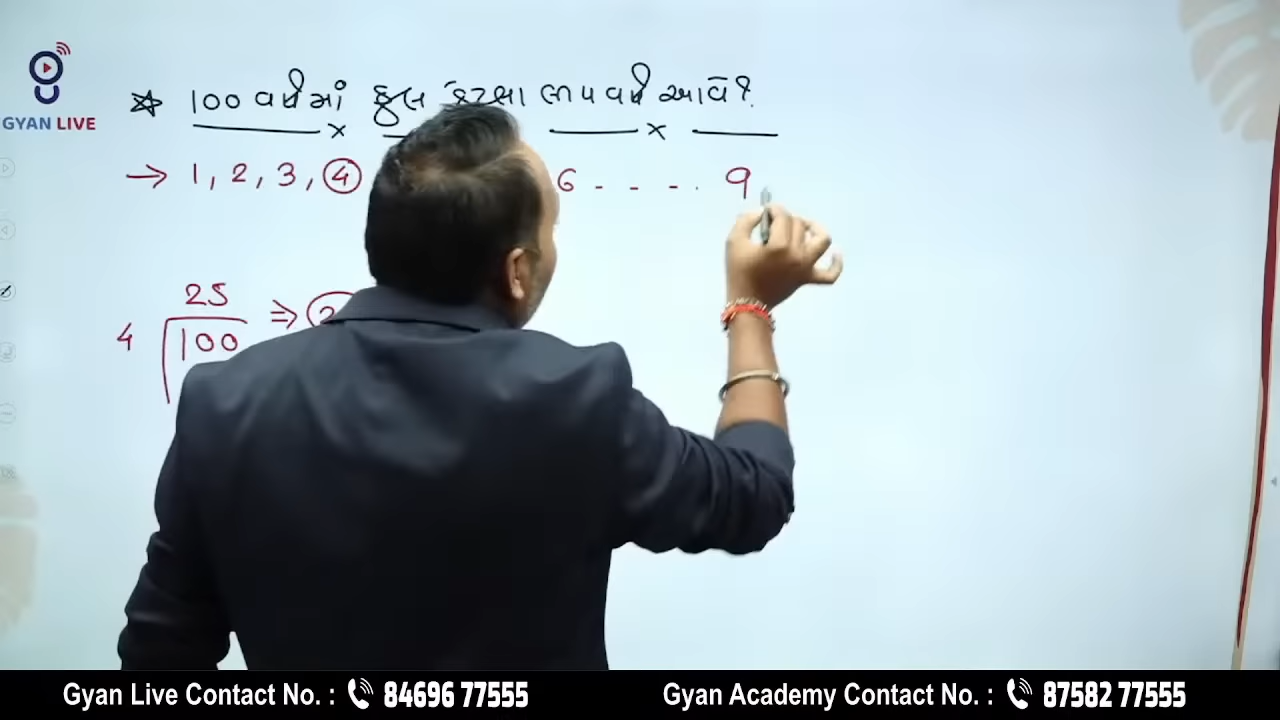 GYAN LIVE
☆ 100 વર્ષમાં કુલ કેટલા લીપ વર્ષ આવે ?
→ 1, 2, 3, 4 6 - - - . 9
25
4 100 ⇒ 2
Gyan Live Contact No. : 84696 77555
Gyan Academy Contact No. : 87582 77555